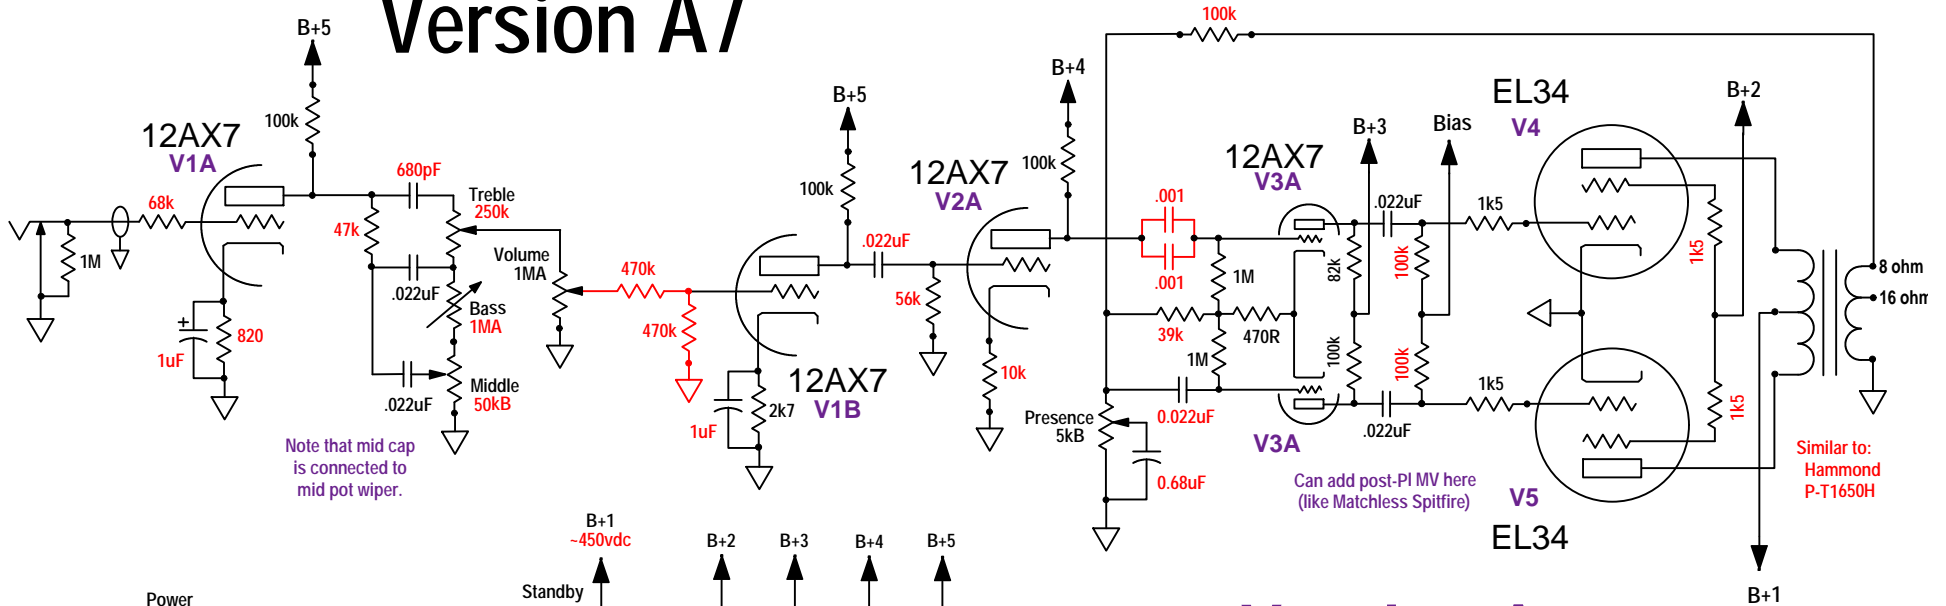 Version A7
B+5
100k
12AX7
V1A
68k
1M
820
1uF
680pF
47k
Treble
250k
.022uF
Bass
1MA
.022uF
Middle
50kB
Note that mid cap
is connected to
mid pot wiper.
Volume
1MA
470k
470k
B+5
100k
.022uF
12AX7
V1B
2k7
1uF
56k
12AX7
V2A
10k
B+4
100k
100k
.001
.001
1M
39k
470R
1M
0.022uF
Presence
5kB
0.68uF
12AX7
V3A
V3A
B+3
82k
100k
.022uF
.022uF
Bias
100k
100k
1k5
1k5
Can add post-PI MV here
(like Matchless Spitfire)
EL34
V4
V5
EL34
B+2
1k5
1k5
8 ohm
16 ohm
Similar to:
Hammond
P-T1650H
B+1
B+1
~450vdc
Standby
B+2
B+3
B+4
B+5
Power